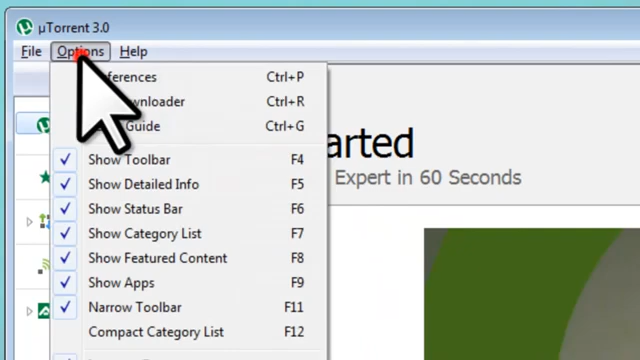 µTorrent 3.0
File Options Help
ferences Ctrl+P
wnloader Ctrl+R
Guide Ctrl+G
Show Toolbar F4
Show Detailed Info F5
Show Status Bar F6
Show Category List F7
Show Featured Content F8
Show Apps F9
Narrow Toolbar F11
Compact Category List F12
arted
Expert in 60 Seconds